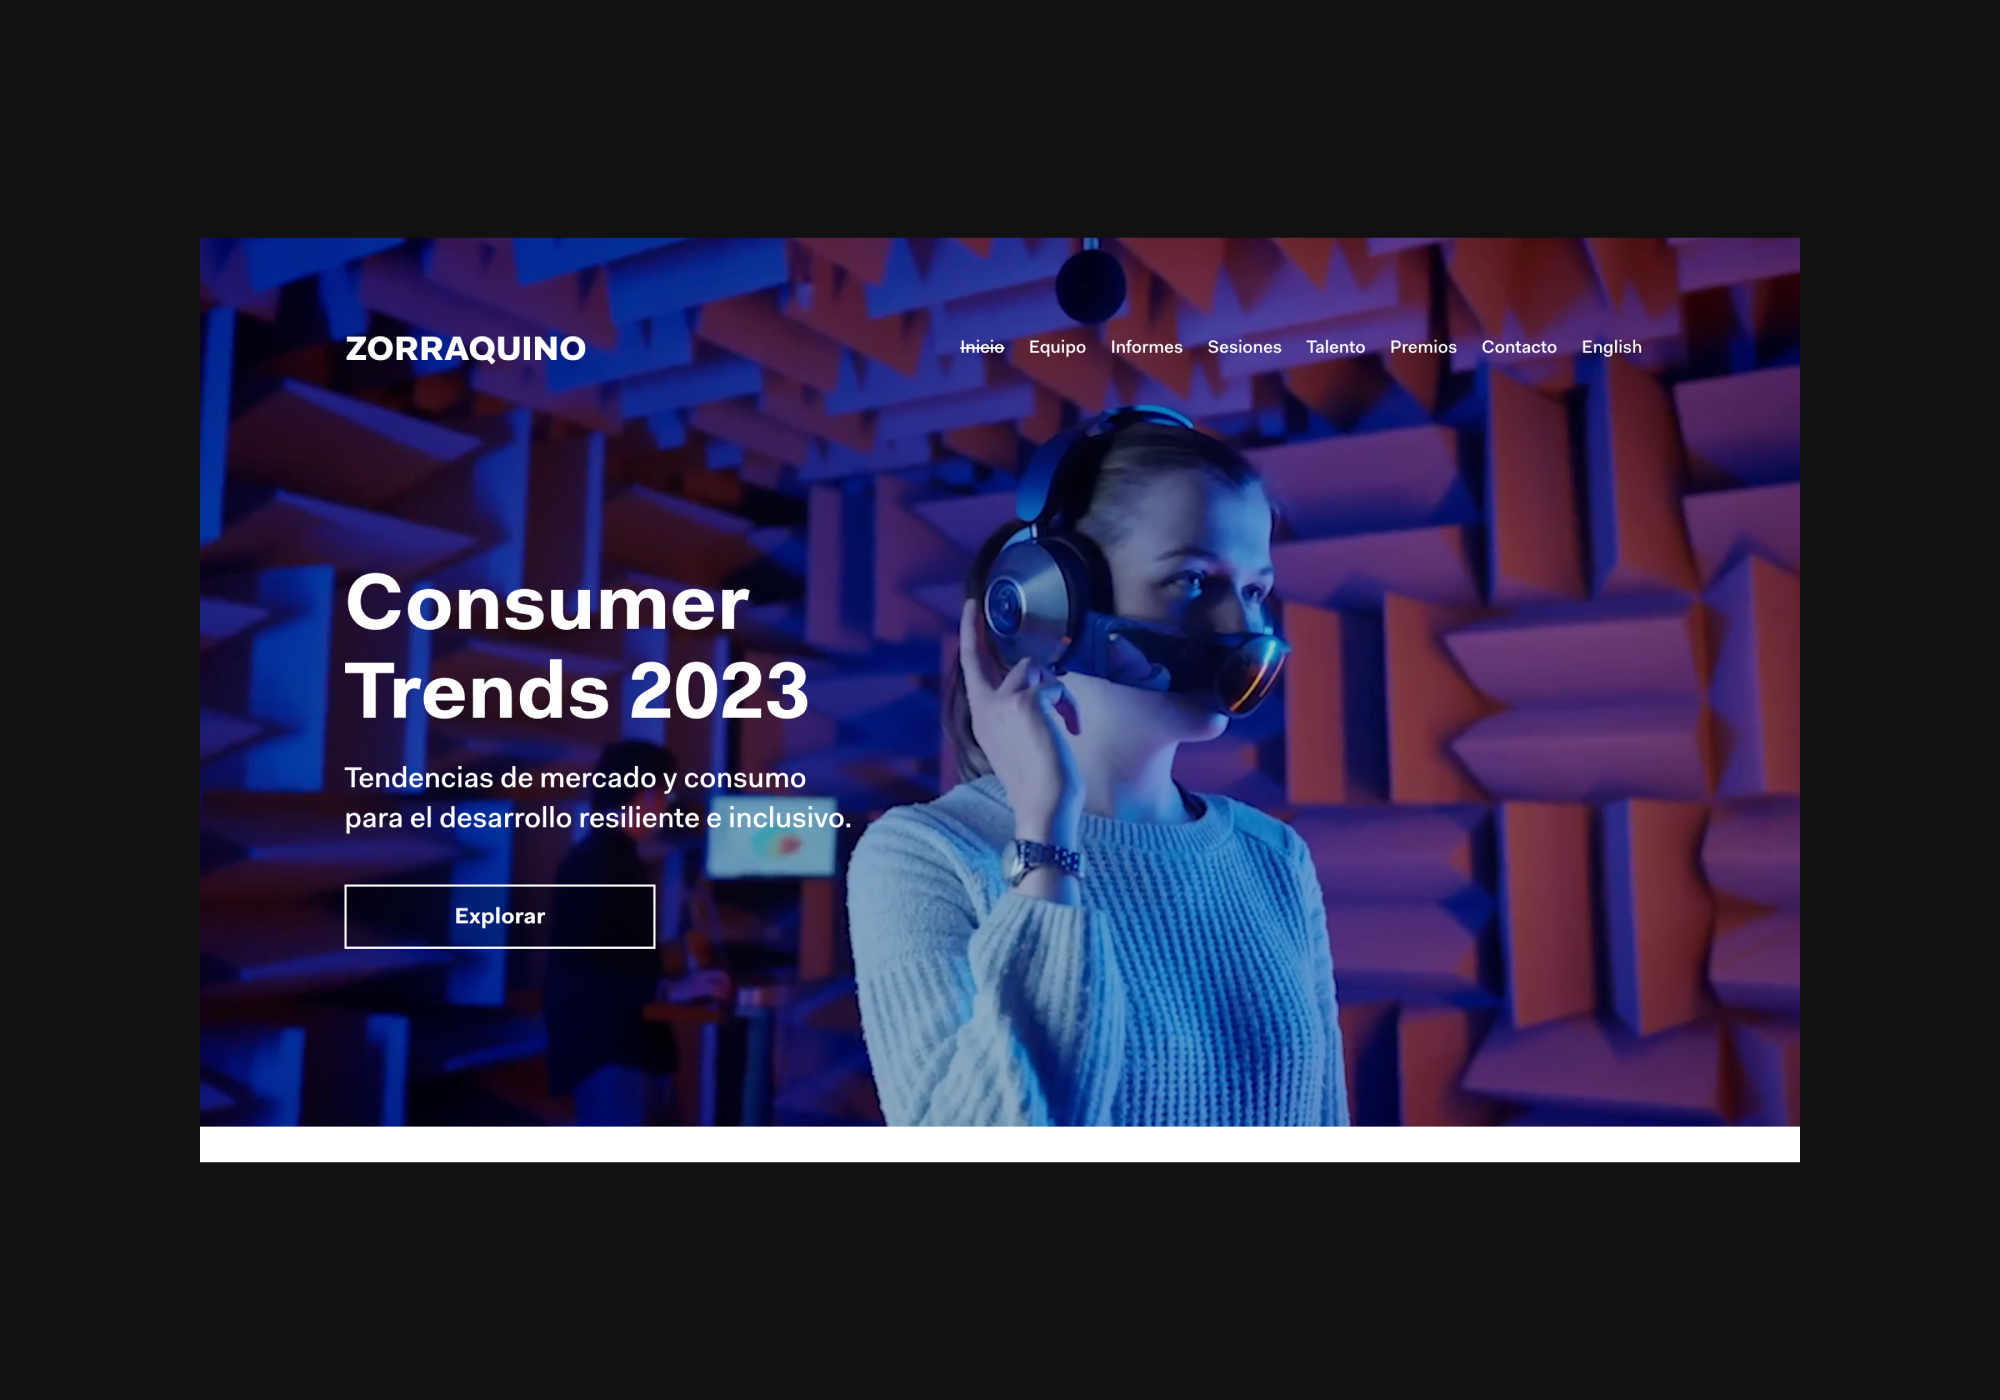 ZORRAQUINO
Inicio Equipo Informes Sesiones Talento Premios Contacto English
Consumer
Trends 2023
Tendencias de mercado y consumo
para el desarrollo resiliente e inclusivo.
Explorar